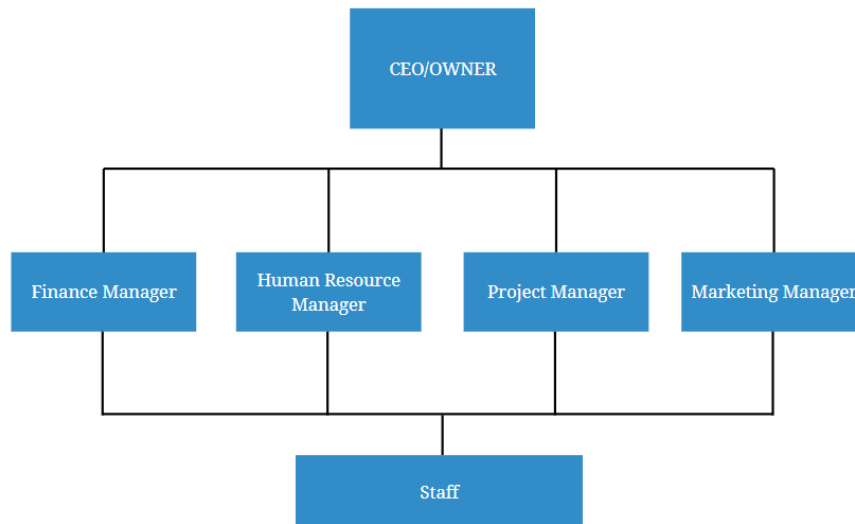 CEO/OWNER
Finance Manager
Human Resource
Manager
Project Manager
Marketing Manager
Staff